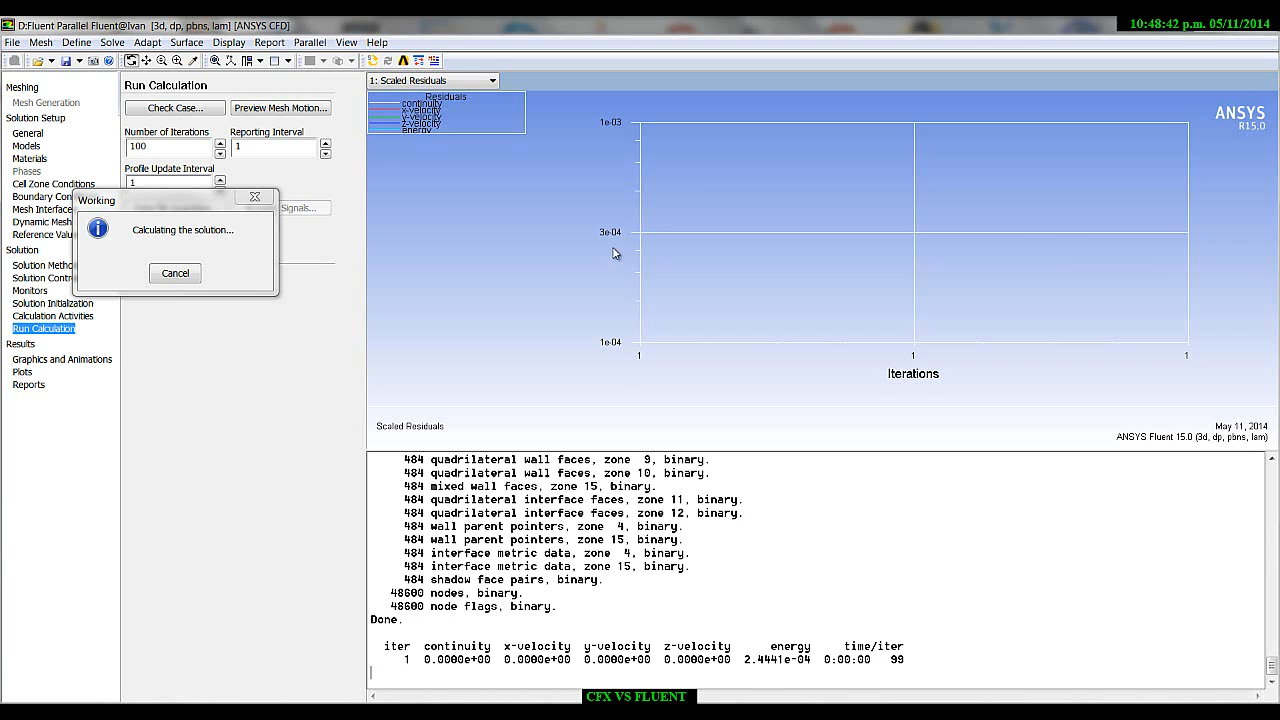 D:Fluent Parallel Fluent@Ivan [3d, dp, pbns, lam] [ANSYS CFD]
10:48:42 p.m. 05/11/2014
File Mesh Define Solve Adapt Surface Display Report Parallel View Help
Meshing
Mesh Generation
Solution Setup
General
Models
Materials
Phases
Cell Zone Conditions
Boundary
Mesh Interface
Dynamic Mesh
Reference
Solution
Solution
Solution
Monitors
Solution Initialization
Calculation Activities
Run Calculation
Results
Graphics and Animations
Plots
Reports
Run Calculation
Check Case...
Preview Mesh Motion...
Number of Iterations
Reporting Interval
100
1
Profile Update Interval
1
Signals...
Working
Calculating the solution...
Cancel
1: Scaled Residuals
Residuals
continuity
x-velocity
y-velocity
z-velocity
energy
ANSYS
R15.0
1e-03
3e-04
1e-04
1
1
1
Iterations
Scaled Residuals
May 11, 2014
ANSYS Fluent 15.0 (3d, dp, pbns, lam)
484 quadrilateral wall faces, zone 9, binary.
484 quadrilateral wall faces, zone 10, binary.
484 mixed wall faces, zone 15, binary.
484 quadrilateral interface faces, zone 11, binary.
484 quadrilateral interface faces, zone 12, binary.
484 wall parent pointers, zone 4, binary.
484 wall parent pointers, zone 15, binary.
484 interface metric data, zone 4, binary.
484 interface metric data, zone 15, binary.
484 shadow face pairs, binary.
48600 nodes, binary.
48600 node flags, binary.
Done.
iter continuity x-velocity y-velocity z-velocity energy time/iter
1 0.0000e+00 0.0000e+00 0.0000e+00 0.0000e+00 2.4441e-04 0:00:00 99
CFX VS FLUENT